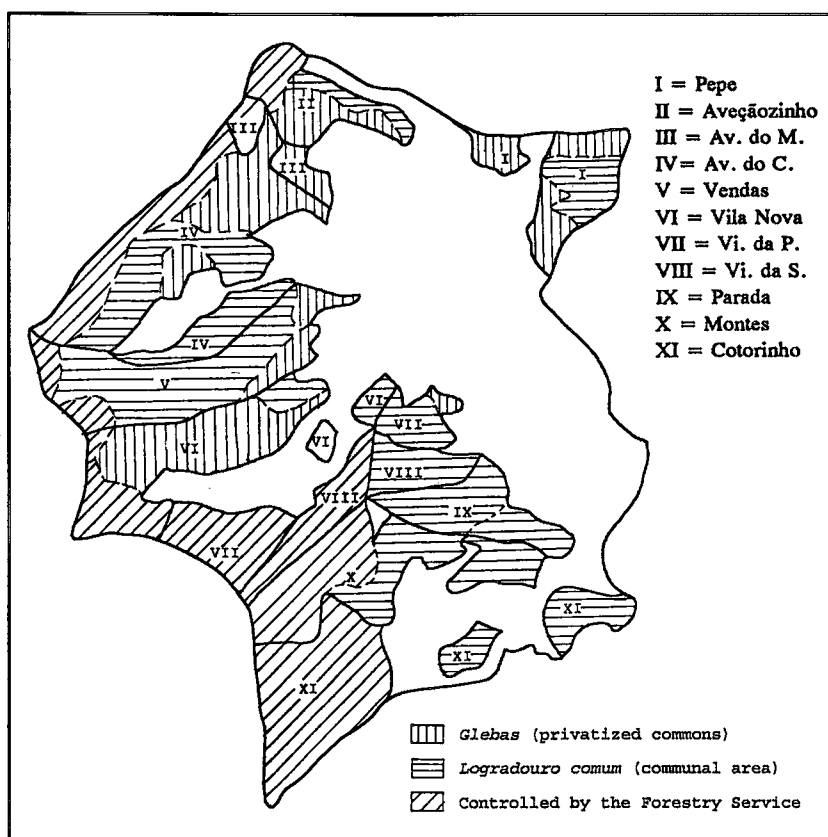 I = Pepe
II = Aveçãozinho
III = Av. do M.
IV = Av. do C.
V = Vendas
VI = Vila Nova
VII = Vi. da P.
VIII = Vi. da S.
IX = Parada
X = Montes
XI = Cotorinho
II
III
I
III
I
IV
IV
V
VI
VII
VI
VI
VIII
VIII
IX
VII
X
XI
XI
XI
Glebas (privatized commons)
Logradouro comum (communal area)
Controlled by the Forestry Service